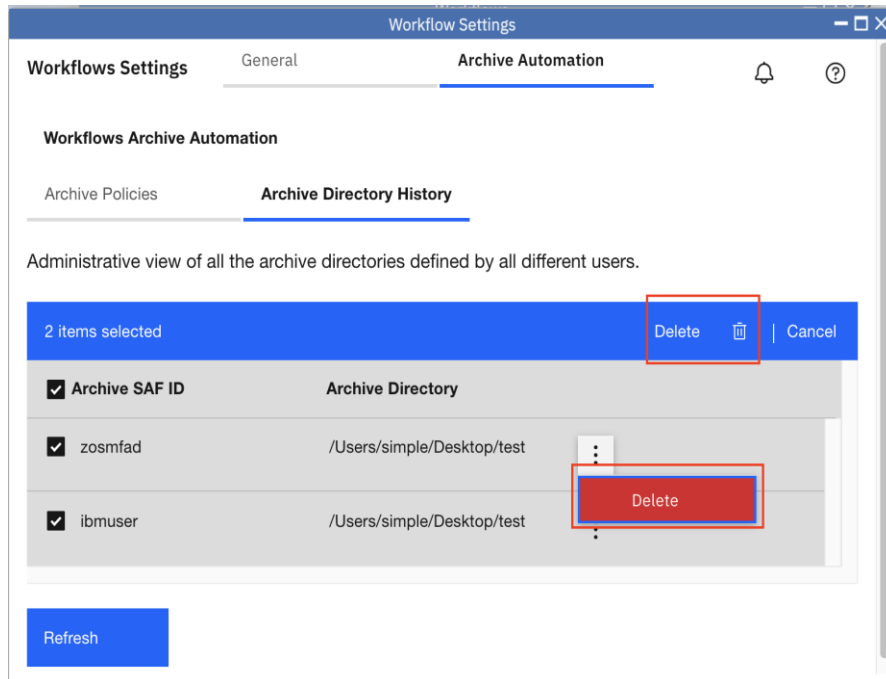 Workflow Settings
Workflows Settings
General
Archive Automation
Workflows Archive Automation
Archive Policies
Archive Directory History
Administrative view of all the archive directories defined by all different users.
2 items selected
Delete
| Cancel
Archive SAF ID
Archive Directory
zosmfad
/Users/simple/Desktop/test
Delete
ibmuser
/Users/simple/Desktop/test
Refresh